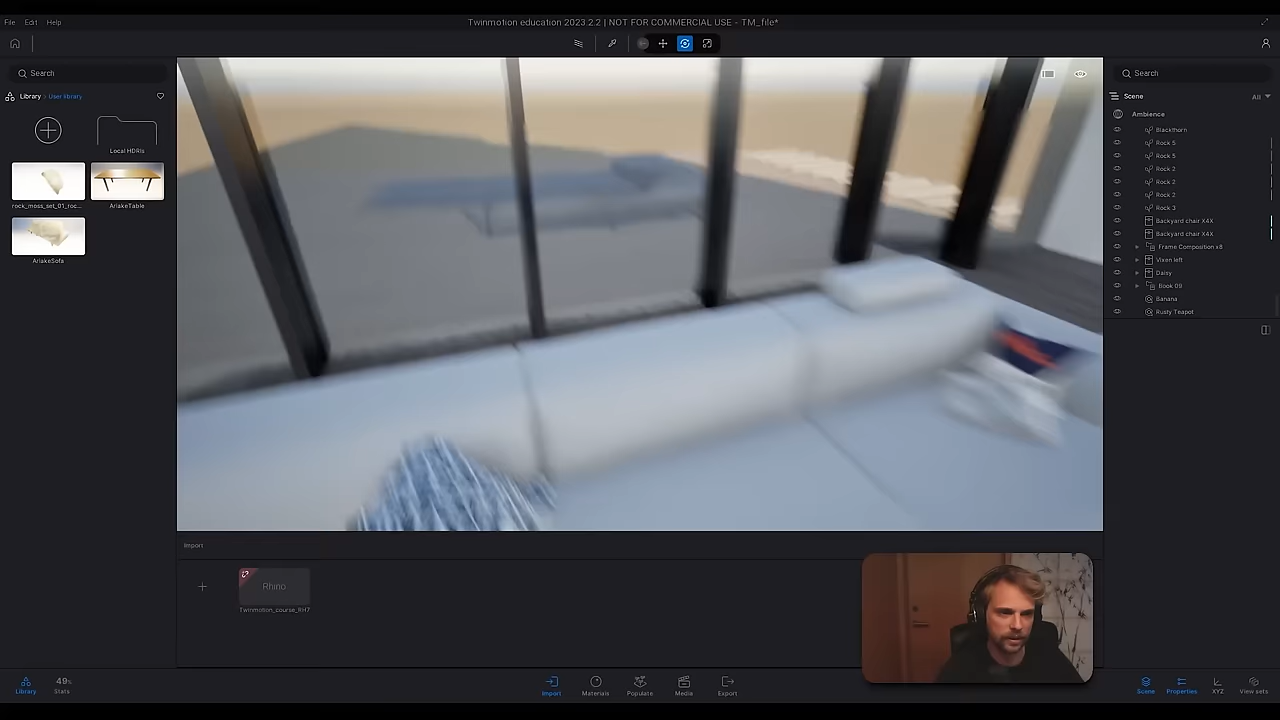 File Edit Help
Twinmotion education 2023.2.2 | NOT FOR COMMERCIAL USE - TM_file*
Search
Library > User library
Local HDRIs
rock_moss_set_01_roc...
ArlakeTable
ArlakeSofa
Search
Scene
All
Ambience
Blackthorn
Rock 5
Rock 5
Rock 2
Rock 2
Rock 2
Rock 3
Backyard chair X4X
Backyard chair X4X
Frame Composition x8
Vixen left
Daisy
Book 09
Banana
Rusty Teapot
Import
Rhino
Twinmotion_course_RH7
Library
49%
Stats
Import
Materials
Populate
Media
Export
Scene
Properties
XYZ
View sets